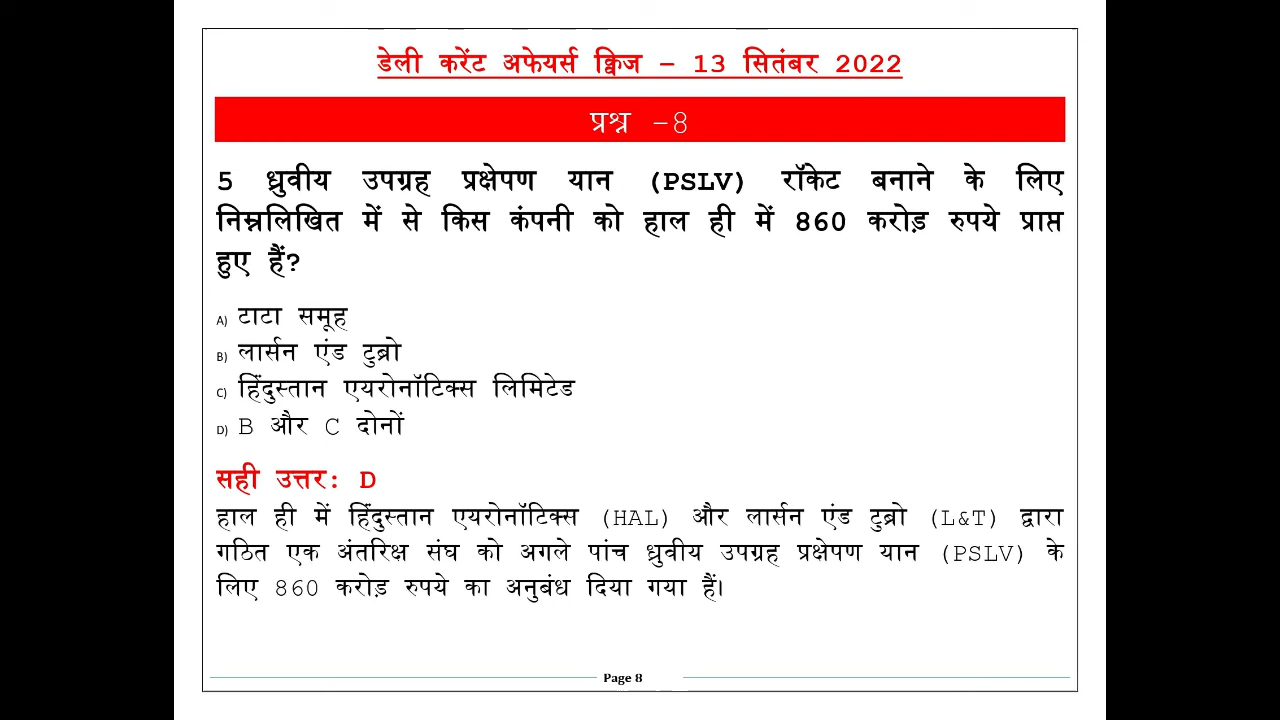 डेली करेंट अफेयर्स क्विज – 13 सितंबर 2022
प्रश्न -8
5 ध्रुवीय उपग्रह प्रक्षेपण यान (PSLV) रॉकेट बनाने के लिए
निम्नलिखित में से किस कंपनी को हाल ही में 860 करोड़ रुपये प्राप्त
हुए हैं?
A) टाटा समूह
B) लार्सन एंड टुब्रो
C) हिंदुस्तान एयरोनॉटिक्स लिमिटेड
D) B और C दोनों
सही उत्तर: D
हाल ही में हिंदुस्तान एयरोनॉटिक्स (HAL) और लार्सन एंड टुब्रो (L&T) द्वारा
गठित एक अंतरिक्ष संघ को अगले पांच ध्रुवीय उपग्रह प्रक्षेपण यान (PSLV) के
लिए 860 करोड़ रुपये का अनुबंध दिया गया हैं।
Page 8